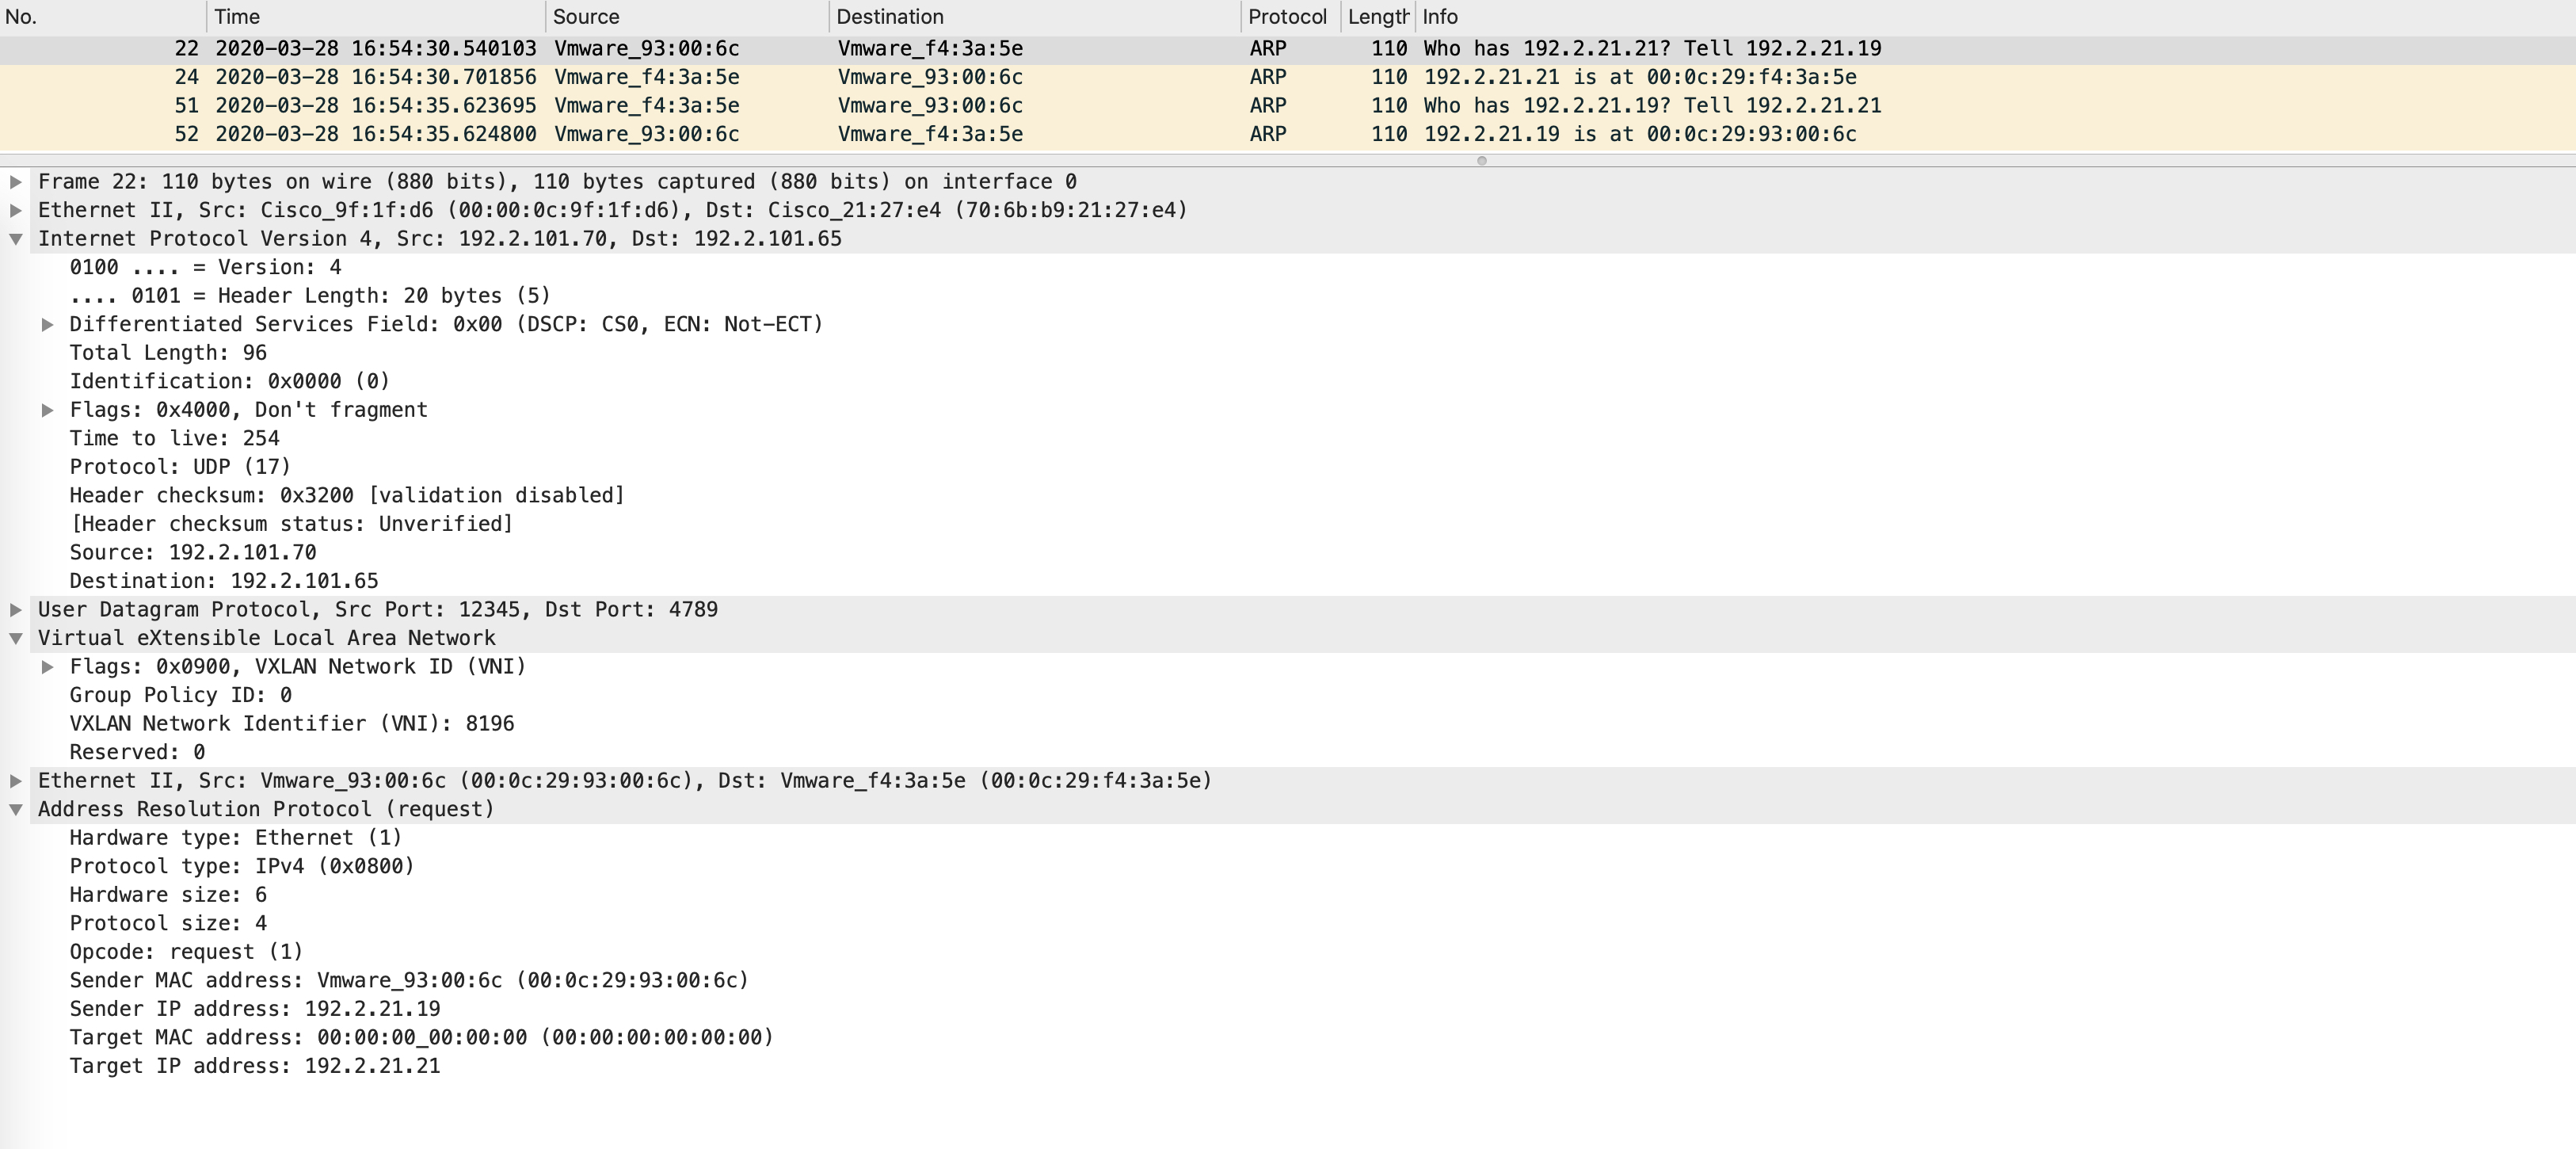 No. Time Source Destination Protocol Length Info
22 2020-03-28 16:54:30.540103 Vmware_93:00:6c Vmware_f4:3a:5e ARP 110 Who has 192.2.21.21? Tell 192.2.21.19
24 2020-03-28 16:54:30.701856 Vmware_f4:3a:5e Vmware_93:00:6c ARP 110 192.2.21.21 is at 00:0c:29:f4:3a:5e
51 2020-03-28 16:54:35.623695 Vmware_f4:3a:5e Vmware_93:00:6c ARP 110 Who has 192.2.21.19? Tell 192.2.21.21
52 2020-03-28 16:54:35.624800 Vmware_93:00:6c Vmware_f4:3a:5e ARP 110 192.2.21.19 is at 00:0c:29:93:00:6c
Frame 22: 110 bytes on wire (880 bits), 110 bytes captured (880 bits) on interface 0
Ethernet II, Src: Cisco_9f:1f:d6 (00:00:0c:9f:1f:d6), Dst: Cisco_21:27:e4 (70:6b:b9:21:27:e4)
Internet Protocol Version 4, Src: 192.2.101.70, Dst: 192.2.101.65
0100 .... = Version: 4
.... 0101 = Header Length: 20 bytes (5)
Differentiated Services Field: 0x00 (DSCP: CS0, ECN: Not-ECT)
Total Length: 96
Identification: 0x0000 (0)
Flags: 0x4000, Don't fragment
Time to live: 254
Protocol: UDP (17)
Header checksum: 0x3200 [validation disabled]
[Header checksum status: Unverified]
Source: 192.2.101.70
Destination: 192.2.101.65
User Datagram Protocol, Src Port: 12345, Dst Port: 4789
Virtual eXtensible Local Area Network
Flags: 0x0900, VXLAN Network ID (VNI)
Group Policy ID: 0
VXLAN Network Identifier (VNI): 8196
Reserved: 0
Ethernet II, Src: Vmware_93:00:6c (00:0c:29:93:00:6c), Dst: Vmware_f4:3a:5e (00:0c:29:f4:3a:5e)
Address Resolution Protocol (request)
Hardware type: Ethernet (1)
Protocol type: IPv4 (0x0800)
Hardware size: 6
Protocol size: 4
Opcode: request (1)
Sender MAC address: Vmware_93:00:6c (00:0c:29:93:00:6c)
Sender IP address: 192.2.21.19
Target MAC address: 00:00:00_00:00:00 (00:00:00:00:00:00)
Target IP address: 192.2.21.21